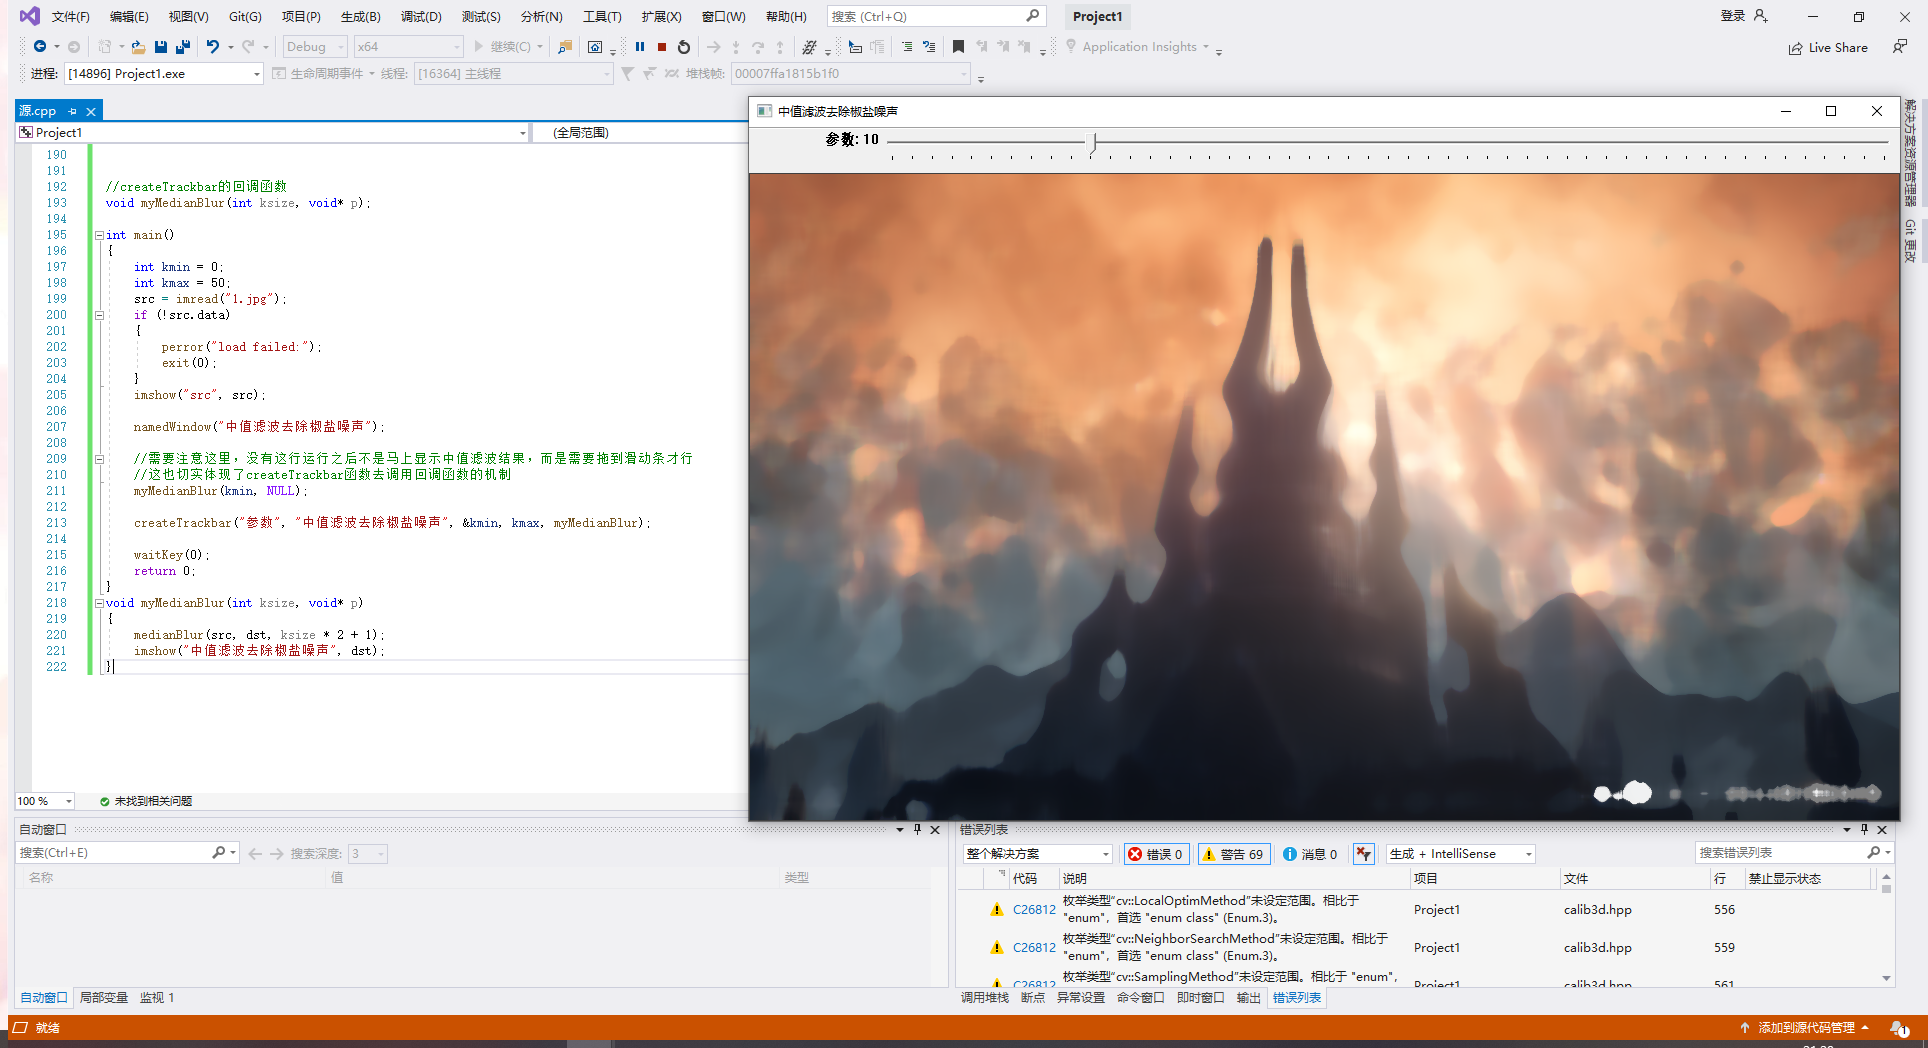 文件(F) 编辑(E) 视图(V) Git(G) 项目(P) 生成(B) 调试(D) 测试(S) 分析(N) 工具(T) 扩展(X) 窗口(W) 帮助(H) 搜索 (Ctrl+Q) Project1 登录
Debug x64 继续(C) Application Insights Live Share
进程: [14896] Project1.exe 生命周期事件 线程: [16364] 主线程 堆栈帧: 00007ffa1815b1f0
源.cpp
Project1 (全局范围)
190
191
192 //createTrackbar的回调函数
193 void myMedianBlur(int ksize, void* p);
194
195 int main()
196 {
197 int kmin = 0;
198 int kmax = 50;
199 src = imread("1.jpg");
200 if (!src.data)
201 {
202 perror("load failed:");
203 exit(0);
204 }
205 imshow("src", src);
206
207 namedWindow("中值滤波去除椒盐噪声");
208
209 //需要注意这里，没有这行运行之后不是马上显示中值滤波结果，而是需要拖到滑动条才行
210 //这也切实体现了createTrackbar函数去调用回调函数的机制
211 myMedianBlur(kmin, NULL);
212
213 createTrackbar("参数", "中值滤波去除椒盐噪声", &kmin, kmax, myMedianBlur);
214
215 waitKey(0);
216 return 0;
217 }
218 void myMedianBlur(int ksize, void* p)
219 {
220 medianBlur(src, dst, ksize * 2 + 1);
221 imshow("中值滤波去除椒盐噪声", dst);
222 }
100 % 未找到相关问题
中值滤波去除椒盐噪声
参数: 10
解决方案资源管理器
Git 更改
自动窗口
搜索(Ctrl+E) 搜索深度: 3
名称 值 类型
自动窗口 局部变量 监视 1
错误列表
整个解决方案 错误 0 警告 69 消息 0 生成 + IntelliSense 搜索错误列表
代码 说明 项目 文件 行 禁止显示状态
C26812 枚举类型"cv::LocalOptimMethod"未设定范围。相比于 "enum"，首选 "enum class" (Enum.3)。 Project1 calib3d.hpp 556
C26812 枚举类型"cv::NeighborSearchMethod"未设定范围。相比于 "enum"，首选 "enum class" (Enum.3)。 Project1 calib3d.hpp 559
C26812 枚举类型"cv::SamplingMethod"未设定范围。相比于 "enum", Project1 calib3d.hpp 561
调用堆栈 断点 异常设置 命令窗口 即时窗口 输出 错误列表
就绪 添加到源代码管理 1